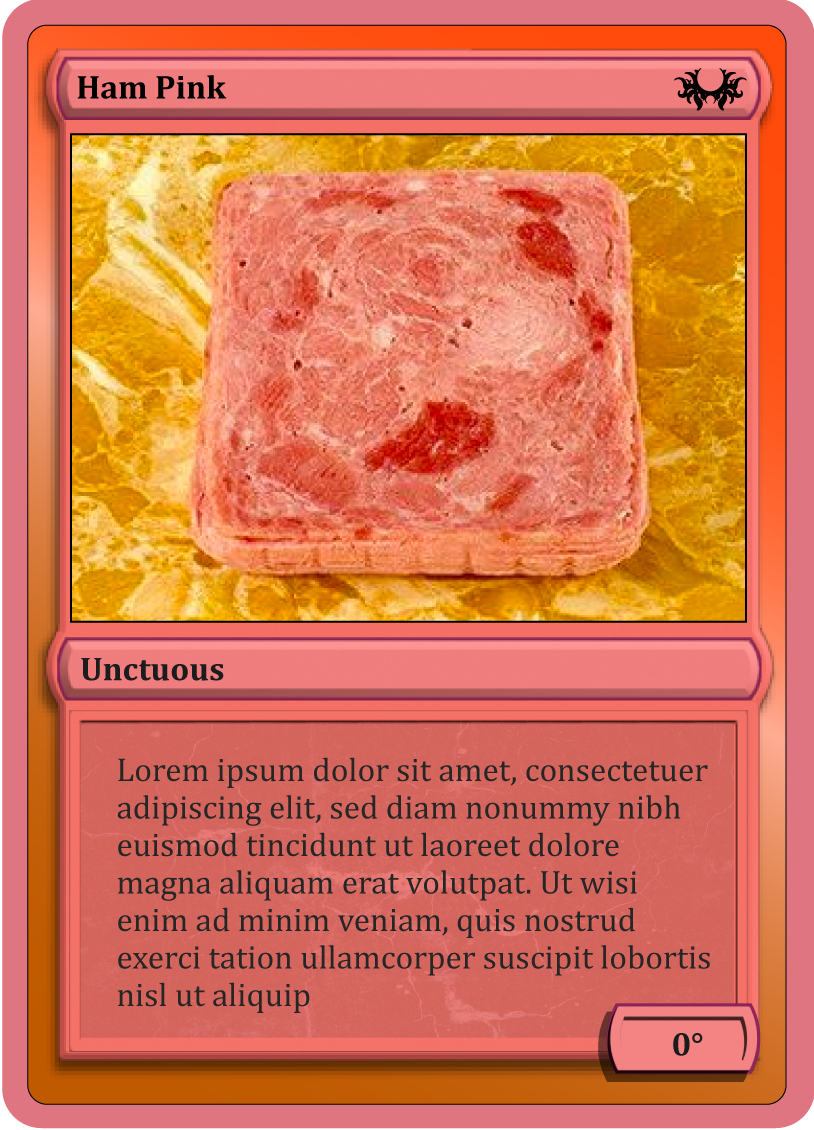 Ham Pink
Unctuous
Lorem ipsum dolor sit amet, consectetuer
adipiscing elit, sed diam nonummy nibh
euismod tincidunt ut laoreet dolore
magna aliquam erat volutpat. Ut wisi
enim ad minim veniam, quis nostrud
exerci tation ullamcorper suscipit lobortis
nisl ut aliquip
0°